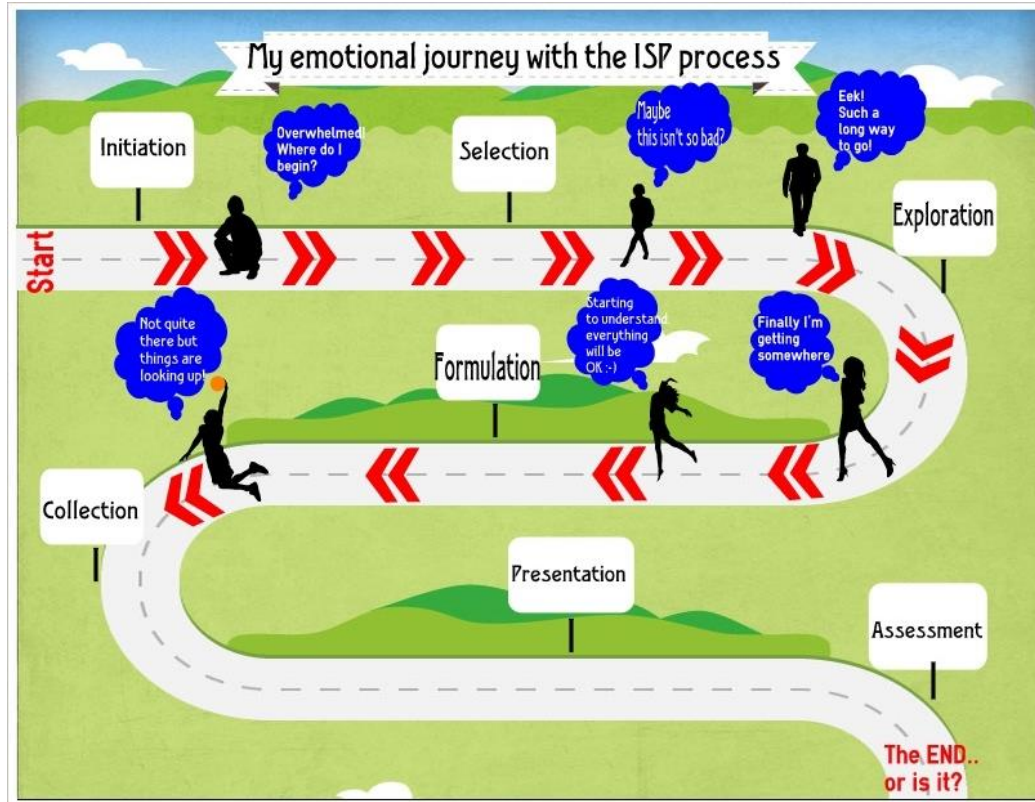 My emotional journey with the ISP process
Initiation
Overwhelmed!
Where do I
begin?
Selection
Maybe
this isn't so bad?
Eek!
Such a
long way
to go!
Exploration
Start
Not quite
there but
things are
looking up!
Formulation
Starting
to understand
everything
will be
OK :-)
Finally I'm
getting
somewhere
Collection
Presentation
Assessment
The END..
or is it?